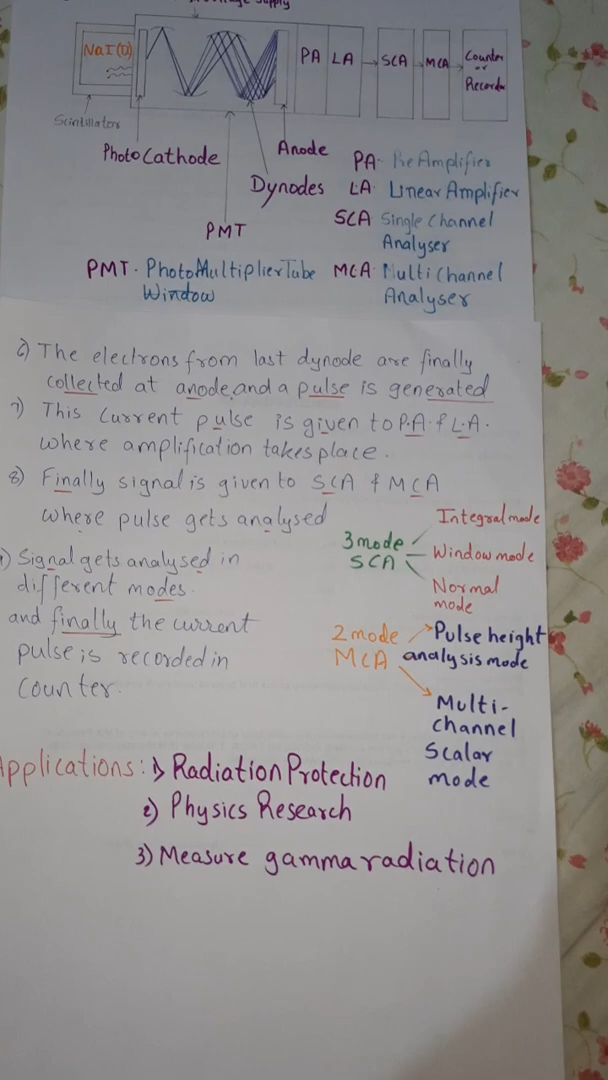 Supply
NaI(Tl)
PA LA SCA MCA Counter
or
Recorder
Scintillator
PhotoCathode
Anode
Dynodes
PMT
PA- PreAmplifier
LA- Linear Amplifier
SCA Single Channel
Analyser
PMT- PhotoMultiplierTube
Window
MCA- Multi Channel
Analyser
6) The electrons from last dynode are finally
collected at anode and a pulse is generated
7) This current pulse is given to P.A. & L.A.
where amplification takes place.
8) Finally signal is given to SCA & MCA
where pulse gets analysed
) Signal gets analysed in
different modes.
and finally the current
pulse is recorded in
counter.
3 mode
SCA
Integral mode
Window mode
Normal
mode
2 mode
MCA
Pulse height
analysis mode
Multi-
channel
Scalar
mode
Applications: 1) Radiation Protection
2) Physics Research
3) Measure gamma radiation